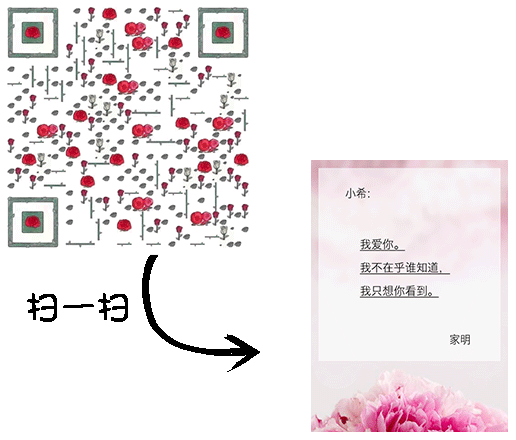 扫一扫
小希：
我爱你。
我不在乎谁知道，
我只想你看到。
家明